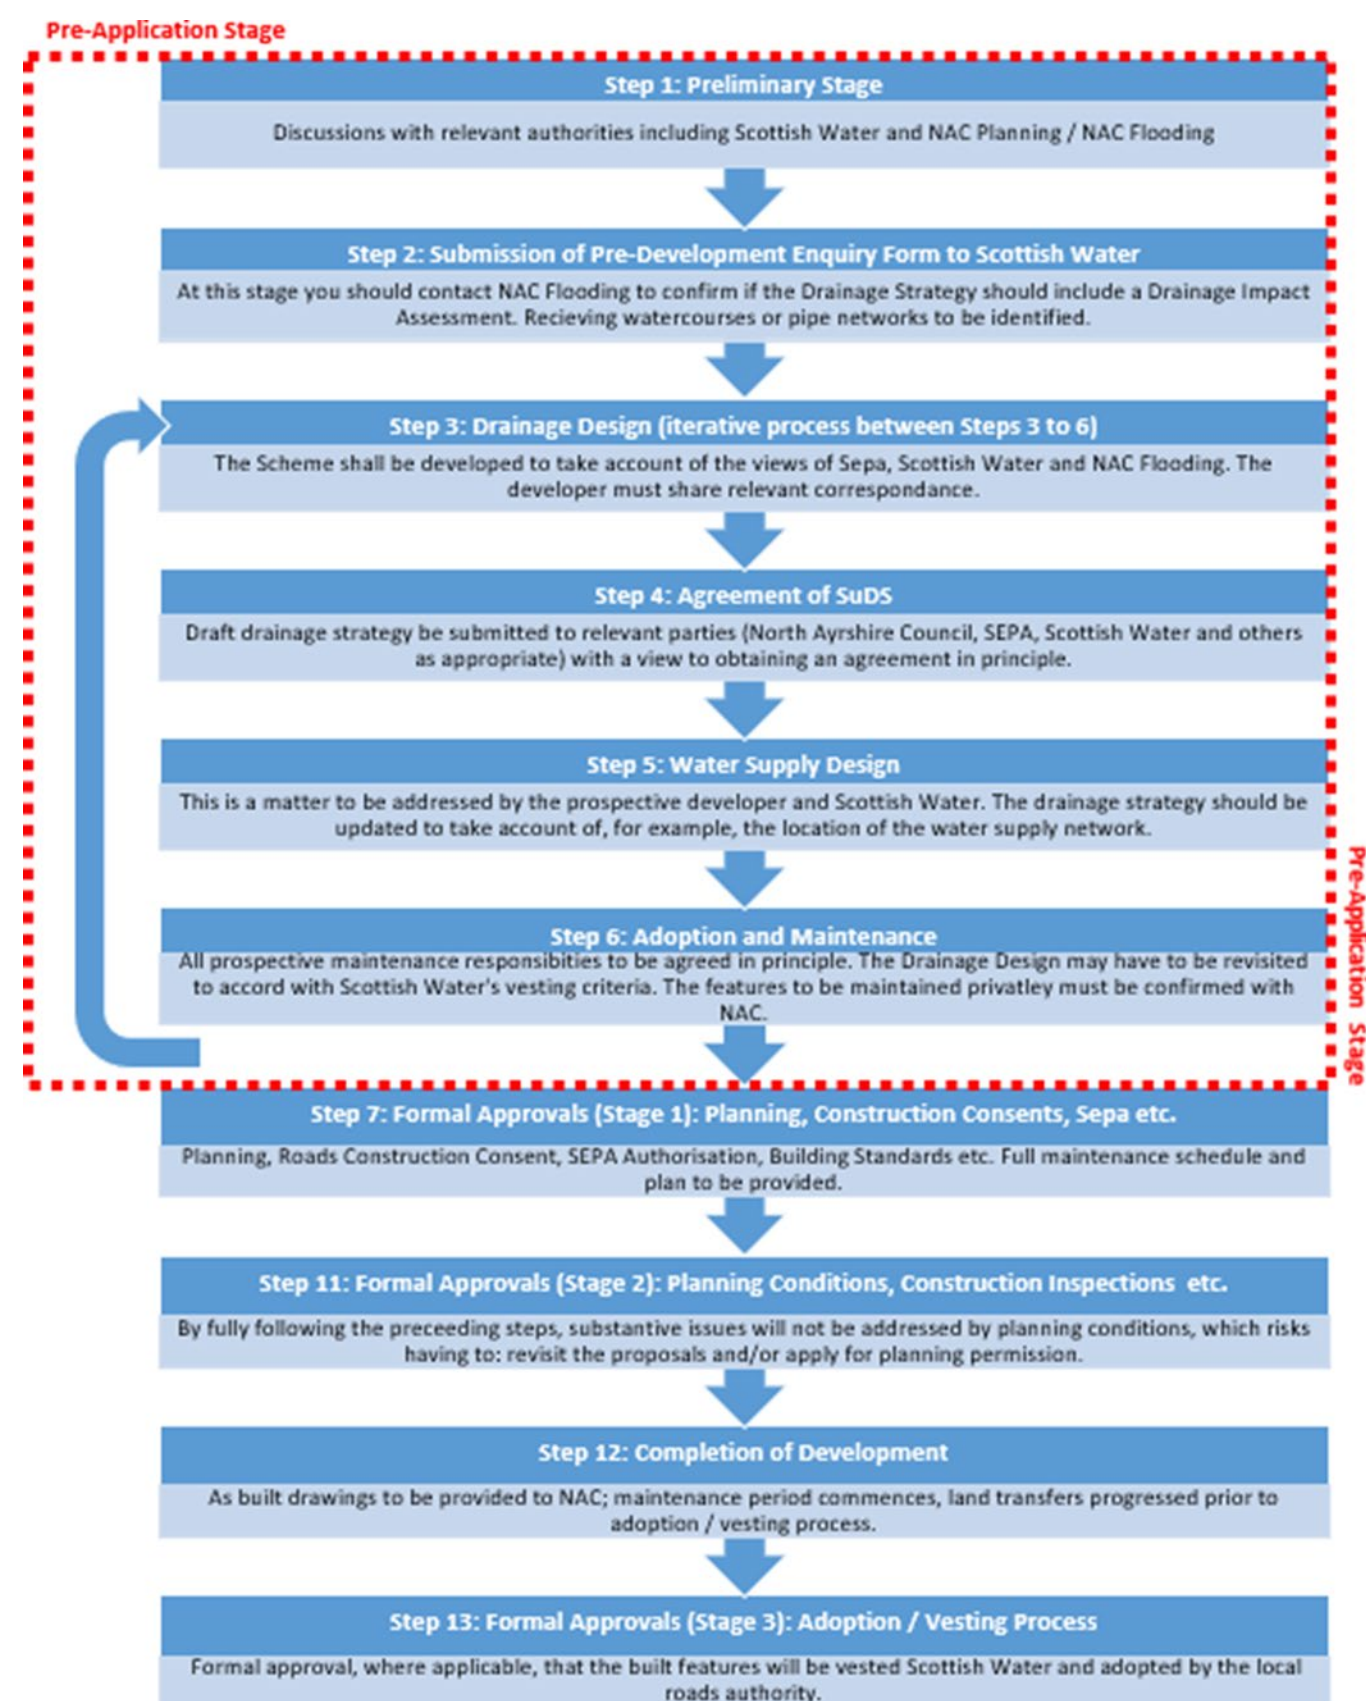 Pre-Application Stage
Step 1: Preliminary Stage
Discussions with relevant authorities including Scottish Water and NAC Planning / NAC Flooding
Step 2: Submission of Pre-Development Enquiry Form to Scottish Water
At this stage you should contact NAC Flooding to confirm if the Drainage Strategy should include a Drainage Impact
Assessment. Recieving watercourses or pipe networks to be identified.
Step 3: Drainage Design (iterative process between Steps 3 to 6)
The Scheme shall be developed to take account of the views of Sepa, Scottish Water and NAC Flooding. The
developer must share relevant correspondance.
Step 4: Agreement of SuDS
Draft drainage strategy be submitted to relevant parties (North Ayrshire Council, SEPA, Scottish Water and others
as appropriate) with a view to obtaining an agreement in principle.
Step 5: Water Supply Design
This is a matter to be addressed by the prospective developer and Scottish Water. The drainage strategy should be
updated to take account of, for example, the location of the water supply network.
Step 6: Adoption and Maintenance
All prospective maintenance responsibities to be agreed in principle. The Drainage Design may have to be revisited
to accord with Scottish Water's vesting criteria. The features to be maintained privatley must be confirmed with
NAC.
Pre-Application Stage
Step 7: Formal Approvals (Stage 1): Planning, Construction Consents, Sepa etc.
Planning, Roads Construction Consent, SEPA Authorisation, Building Standards etc. Full maintenance schedule and
plan to be provided.
Step 11: Formal Approvals (Stage 2): Planning Conditions, Construction Inspections etc.
By fully following the preceeding steps, substantive issues will not be addressed by planning conditions, which risks
having to: revisit the proposals and/or apply for planning permission.
Step 12: Completion of Development
As built drawings to be provided to NAC; maintenance period commences, land transfers progressed prior to
adoption / vesting process.
Step 13: Formal Approvals (Stage 3): Adoption / Vesting Process
Formal approval, where applicable, that the built features will be vested Scottish Water and adopted by the local
roads authority.